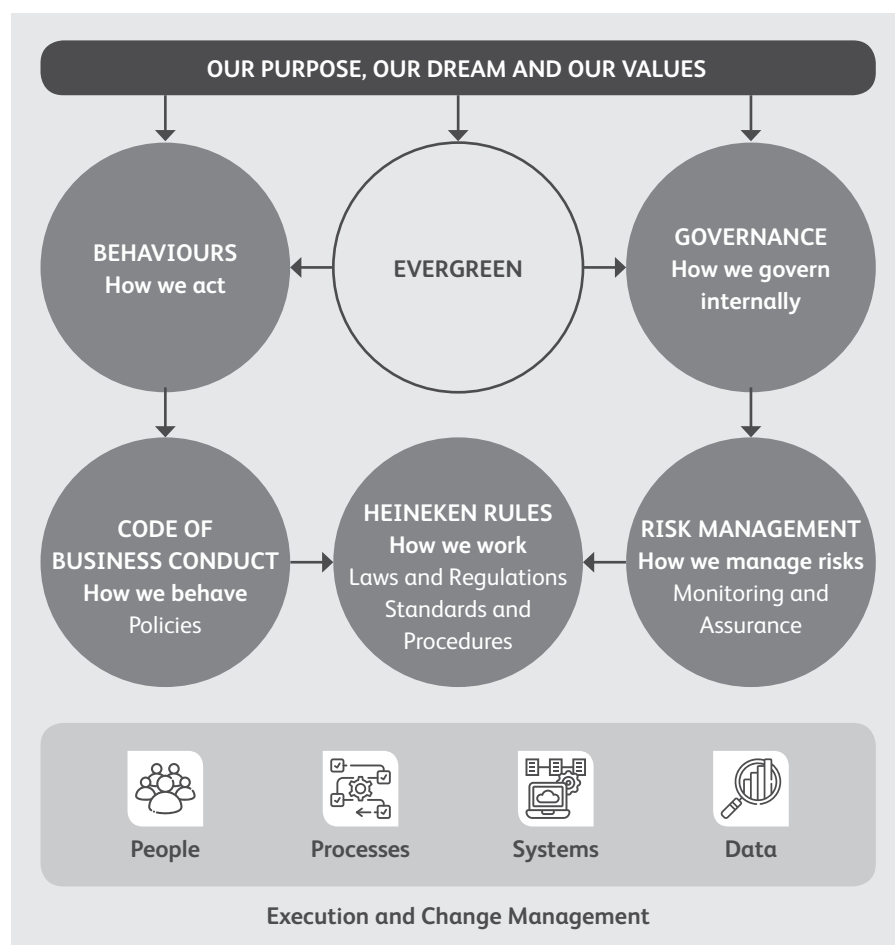 OUR PURPOSE, OUR DREAM AND OUR VALUES
BEHAVIOURS
How we act
EVERGREEN
GOVERNANCE
How we govern
internally
CODE OF
BUSINESS CONDUCT
How we behave
Policies
HEINEKEN RULES
How we work
Laws and Regulations
Standards and
Procedures
RISK MANAGEMENT
How we manage risks
Monitoring and
Assurance
People
Processes
Systems
Data
Execution and Change Management